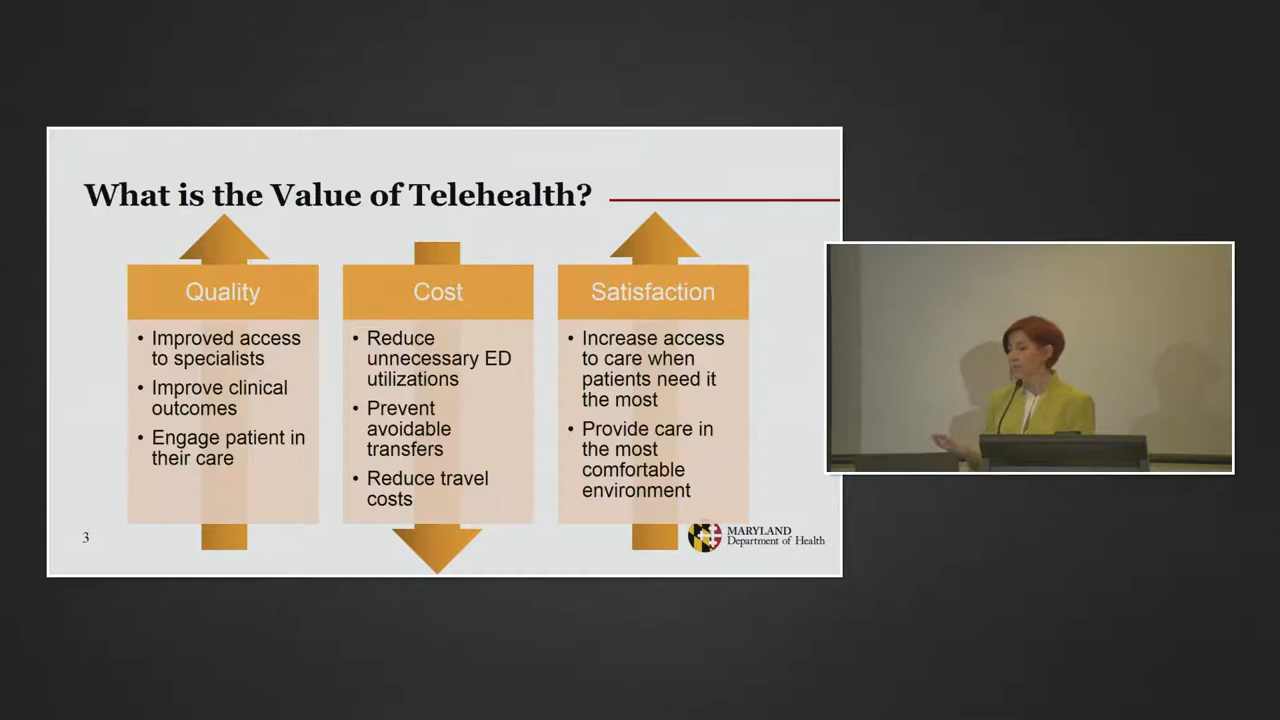 What is the Value of Telehealth?
Quality
• Improved access
to specialists
• Improve clinical
outcomes
• Engage patient in
their care
Cost
• Reduce
unnecessary ED
utilizations
• Prevent
avoidable
transfers
• Reduce travel
costs
Satisfaction
• Increase access
to care when
patients need it
the most
• Provide care in
the most
comfortable
environment
3
MARYLAND
Department of Health